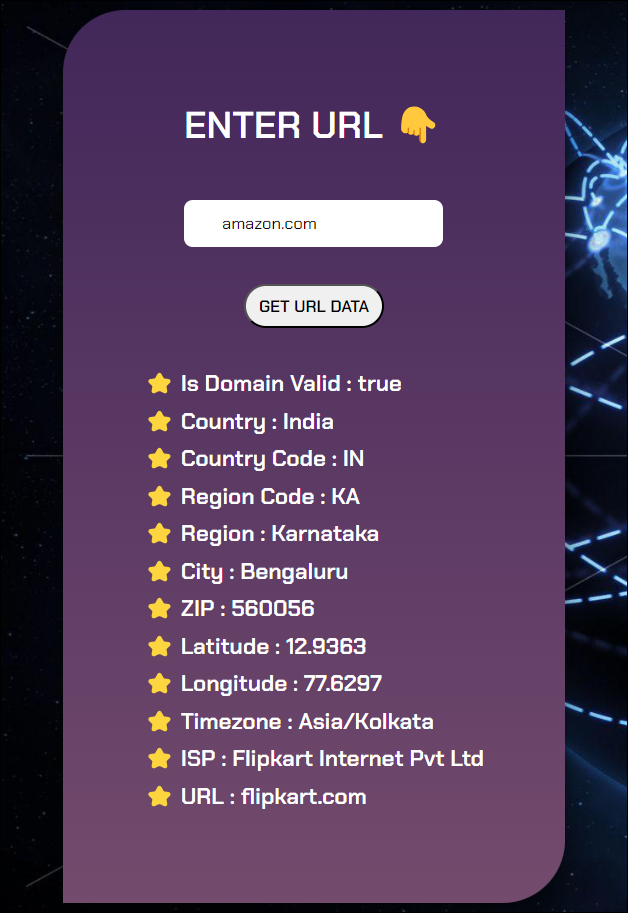 ENTER URL 👇
amazon.com
GET URL DATA
⭐ Is Domain Valid : true
⭐ Country : India
⭐ Country Code : IN
⭐ Region Code : KA
⭐ Region : Karnataka
⭐ City : Bengaluru
⭐ ZIP : 560056
⭐ Latitude : 12.9363
⭐ Longitude : 77.6297
⭐ Timezone : Asia/Kolkata
⭐ ISP : Flipkart Internet Pvt Ltd
⭐ URL : flipkart.com